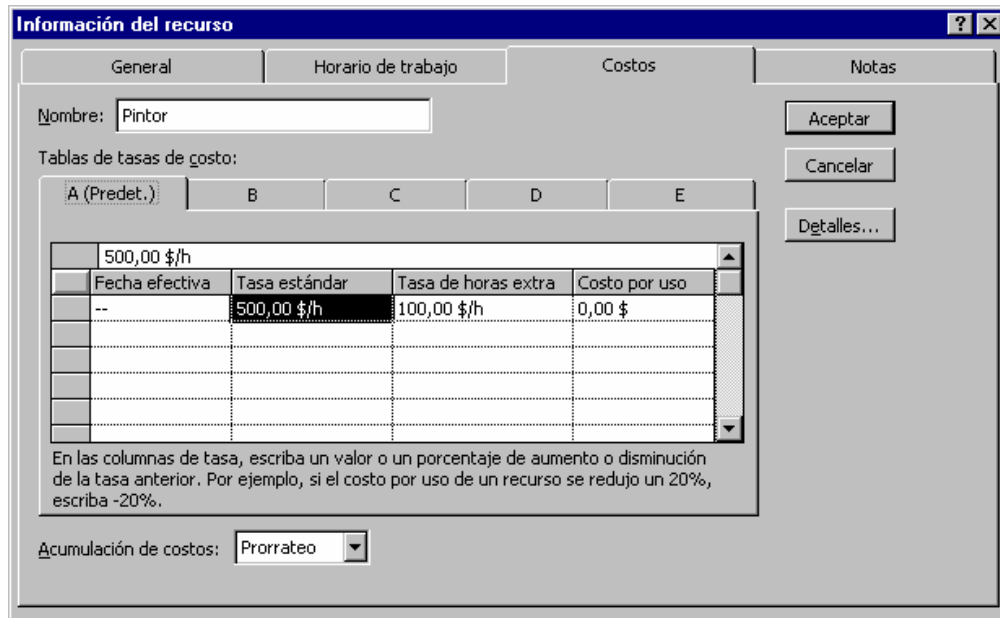 Información del recurso
General Horario de trabajo Costos Notas
Nombre: Pintor
Aceptar
Tablas de tasas de costo:
Cancelar
A (Predet.) B C D E
Detalles...
500,00 $/h
Fecha efectiva Tasa estándar Tasa de horas extra Costo por uso
-- 500,00 $/h 100,00 $/h 0,00 $
En las columnas de tasa, escriba un valor o un porcentaje de aumento o disminución
de la tasa anterior. Por ejemplo, si el costo por uso de un recurso se redujo un 20%,
escriba -20%.
Acumulación de costos: Prorrateo